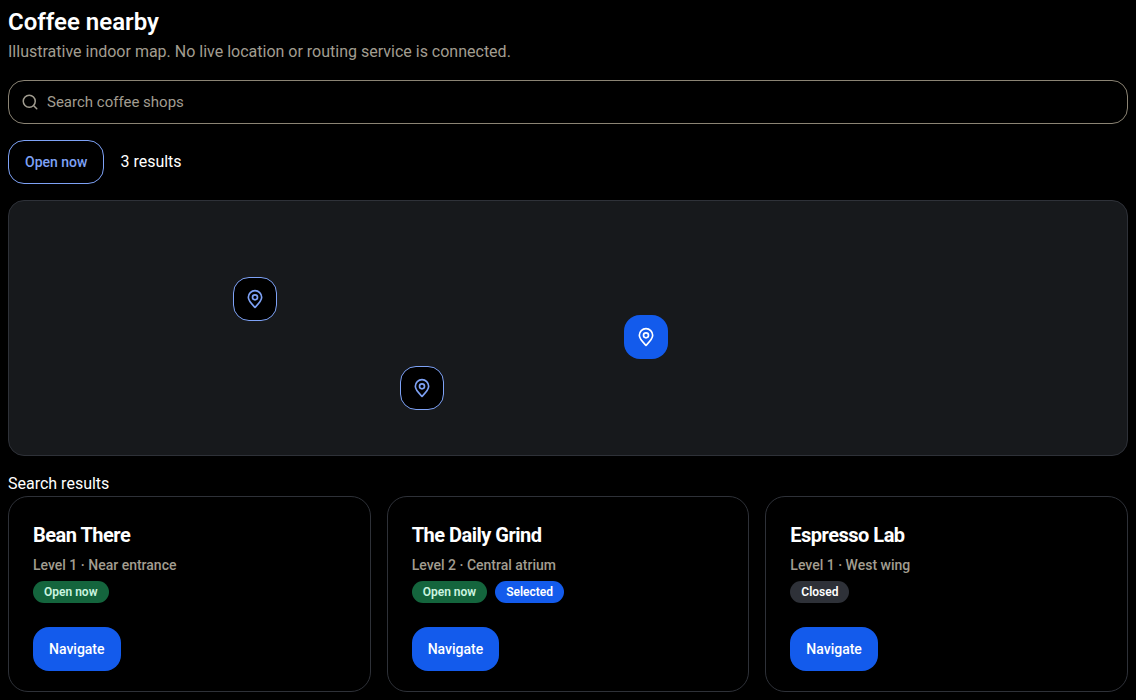 Coffee nearby
Illustrative indoor map. No live location or routing service is connected.
Search coffee shops
Open now
3 results
Search results
Bean There
Level 1 · Near entrance
Open now
Navigate
The Daily Grind
Level 2 · Central atrium
Open now
Selected
Navigate
Espresso Lab
Level 1 · West wing
Closed
Navigate